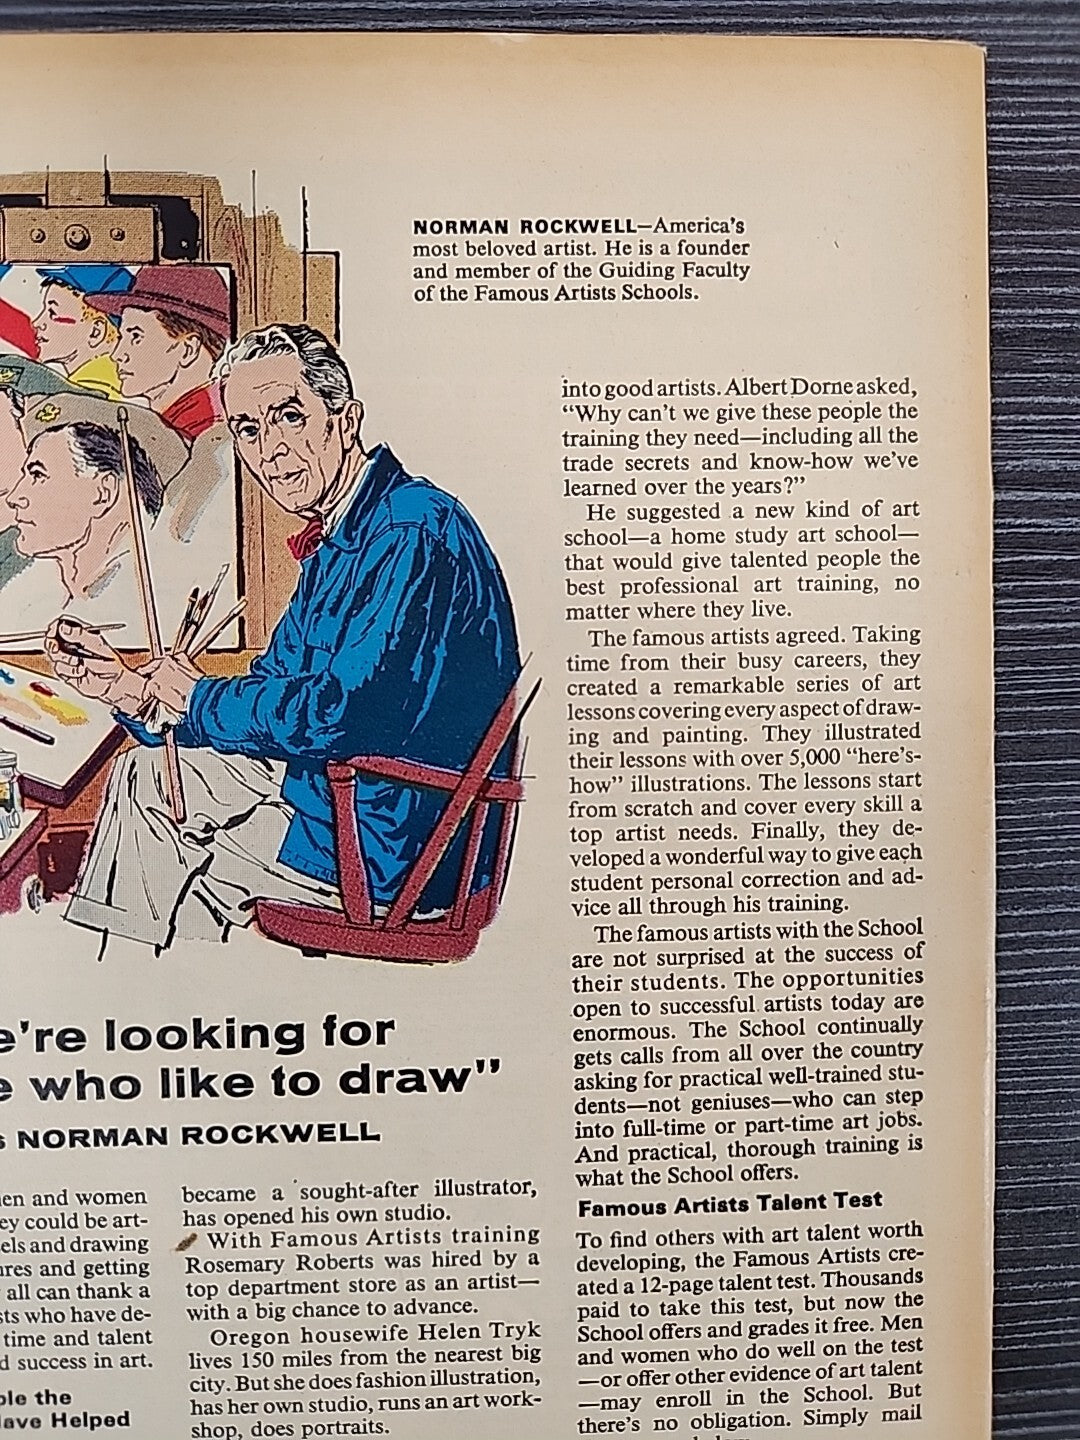 NORMAN ROCKWELL—America's
most beloved artist. He is a founder
and member of the Guiding Faculty
of the Famous Artists Schools.
looking for
who like to draw"
NORMAN ROCKWELL
and women
could be art-
and drawing
and getting
all can thank a
who have de-
time and talent
success in art.
the
Helped
became a sought-after illustrator,
has opened his own studio.
With Famous Artists training
Rosemary Roberts was hired by a
top department store as an artist—
with a big chance to advance.
Oregon housewife Helen Tryk
lives 150 miles from the nearest big
city. But she does fashion illustration,
has her own studio, runs an art work-
shop, does portraits.
into good artists. Albert Dorne asked,
"Why can't we give these people the
training they need—including all the
trade secrets and know-how we've
learned over the years?"
He suggested a new kind of art
school—a home study art school—
that would give talented people the
best professional art training, no
matter where they live.
The famous artists agreed. Taking
time from their busy careers, they
created a remarkable series of art
lessons covering every aspect of draw-
ing and painting. They illustrated
their lessons with over 5,000 "here's-
how" illustrations. The lessons start
from scratch and cover every skill a
top artist needs. Finally, they de-
veloped a wonderful way to give each
student personal correction and ad-
vice all through his training.
The famous artists with the School
are not surprised at the success of
their students. The opportunities
open to successful artists today are
enormous. The School continually
gets calls from all over the country
asking for practical well-trained stu-
dents—not geniuses—who can step
into full-time or part-time art jobs.
And practical, thorough training is
what the School offers.
Famous Artists Talent Test
To find others with art talent worth
developing, the Famous Artists cre-
ated a 12-page talent test. Thousands
paid to take this test, but now the
School offers and grades it free. Men
and women who do well on the test
—or offer other evidence of art talent
—may enroll in the School. But
there's no obligation. Simply mail